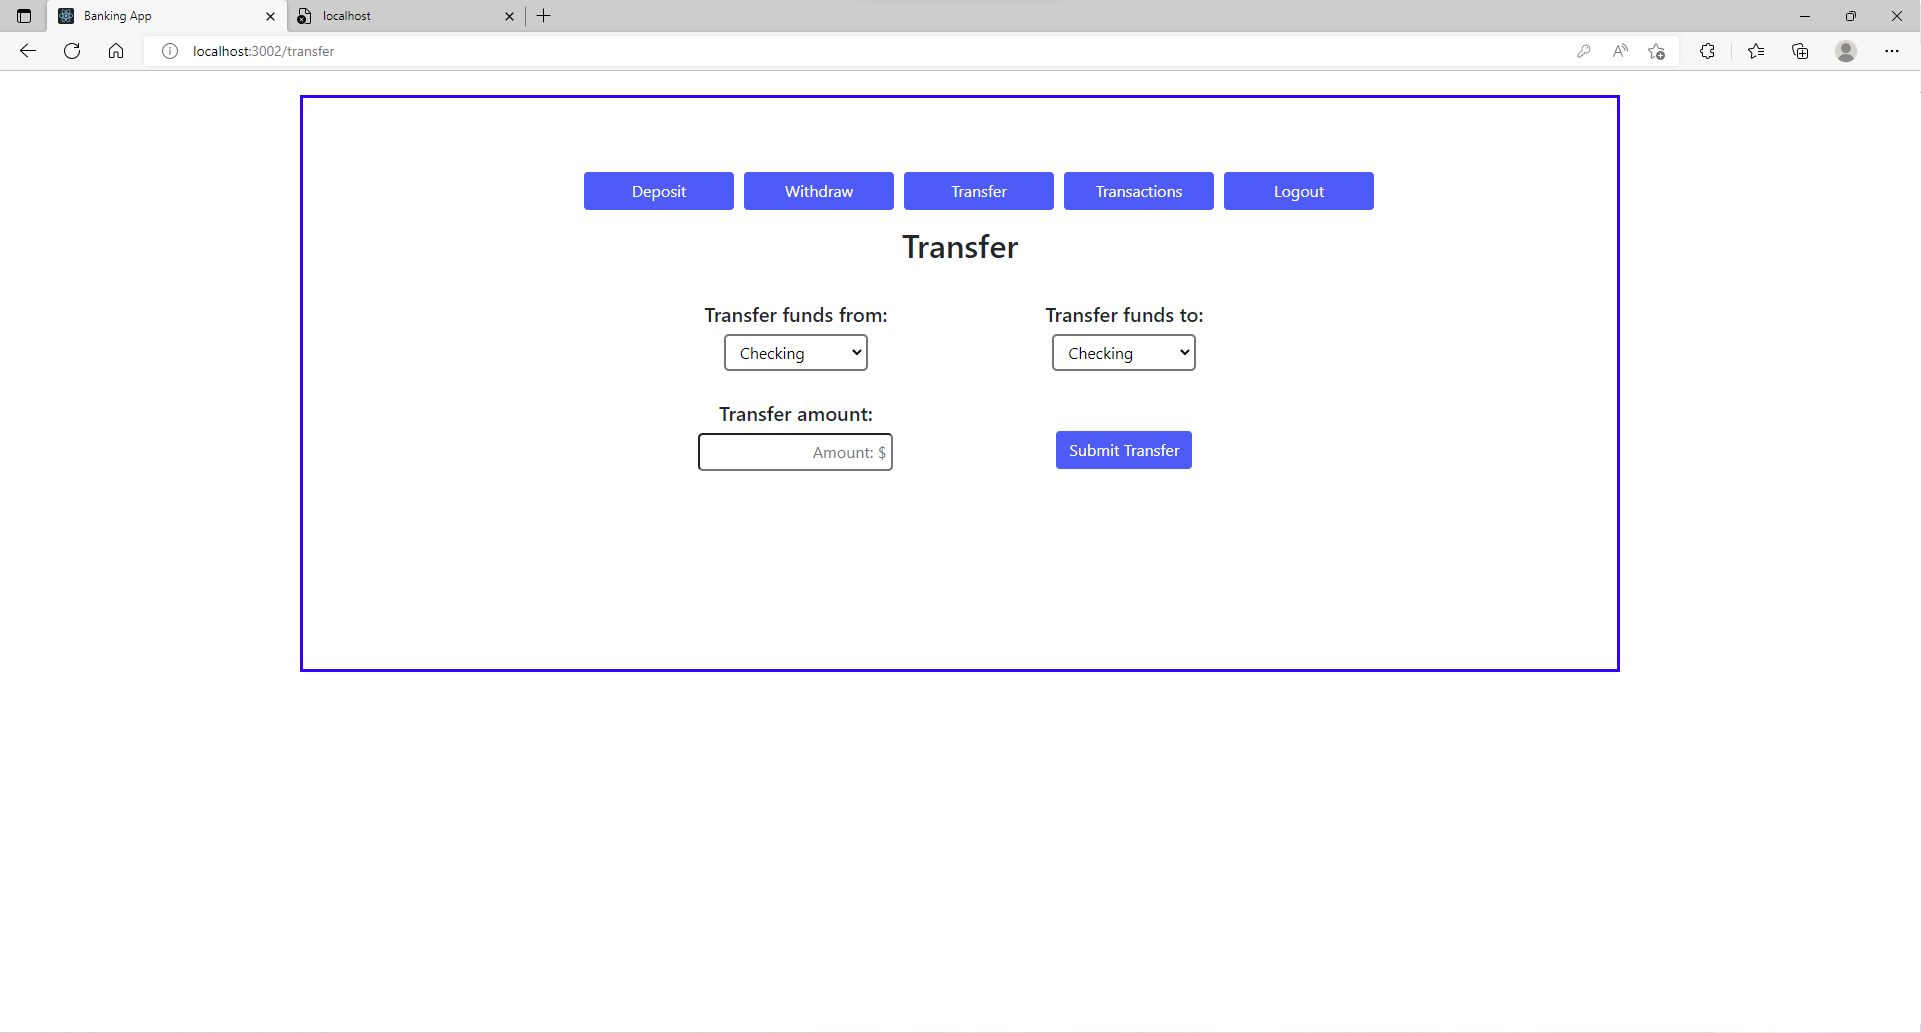 Banking App
localhost
localhost:3002/transfer
Deposit Withdraw Transfer Transactions Logout
Transfer
Transfer funds from: Transfer funds to:
Checking Checking
Transfer amount:
Amount: $ Submit Transfer